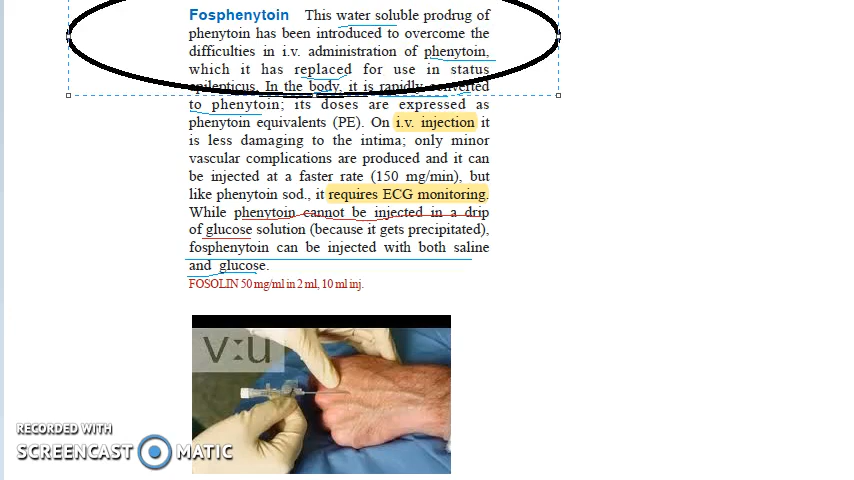 Fosphenytoin This water soluble prodrug of
phenytoin has been introduced to overcome the
difficulties in i.v. administration of phenytoin,
which it has replaced for use in status
epilepticus. In the body, it is rapidly converted
to phenytoin; its doses are expressed as
phenytoin equivalents (PE). On i.v. injection it
is less damaging to the intima; only minor
vascular complications are produced and it can
be injected at a faster rate (150 mg/min), but
like phenytoin sod., it requires ECG monitoring.
While phenytoin cannot be injected in a drip
of glucose solution (because it gets precipitated),
fosphenytoin can be injected with both saline
and glucose.
FOSOLIN 50 mg/ml in 2 ml, 10 ml inj.
v:u
RECORDED WITH
SCREENCAST MATIC